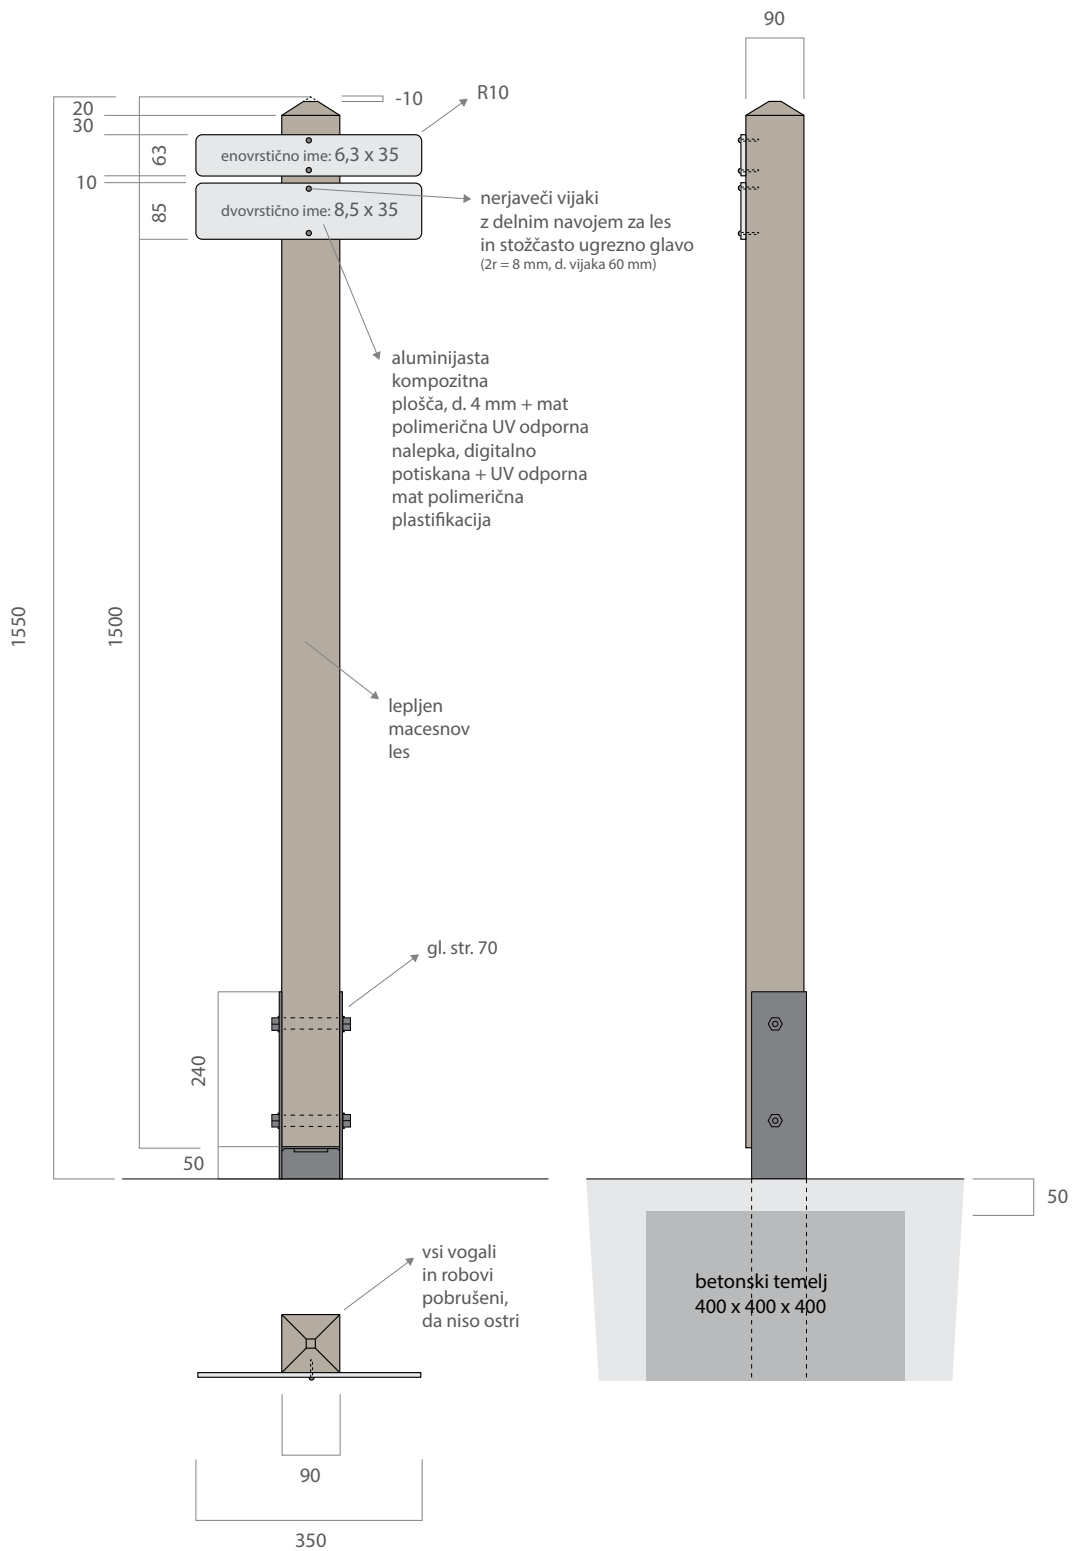 90
-10
R10
20
30
63
10
85
enovrstično ime: 6,3 x 35
dvovrstično ime: 8,5 x 35
nerjaveči vijaki
z delnim navojem za les
in stožčasto ugrezno glavo
(2r = 8 mm, d. vijaka 60 mm)
aluminijasta
kompozitna
plošča, d. 4 mm + mat
polimerična UV odporna
nalepka, digitalno
potiskana + UV odporna
mat polimerična
plastifikacija
1550
1500
lepljen
macesnov
les
gl. str. 70
240
50
50
vsi vogali
in robovi
pobrušeni,
da niso ostri
betonski temelj
400 x 400 x 400
90
350